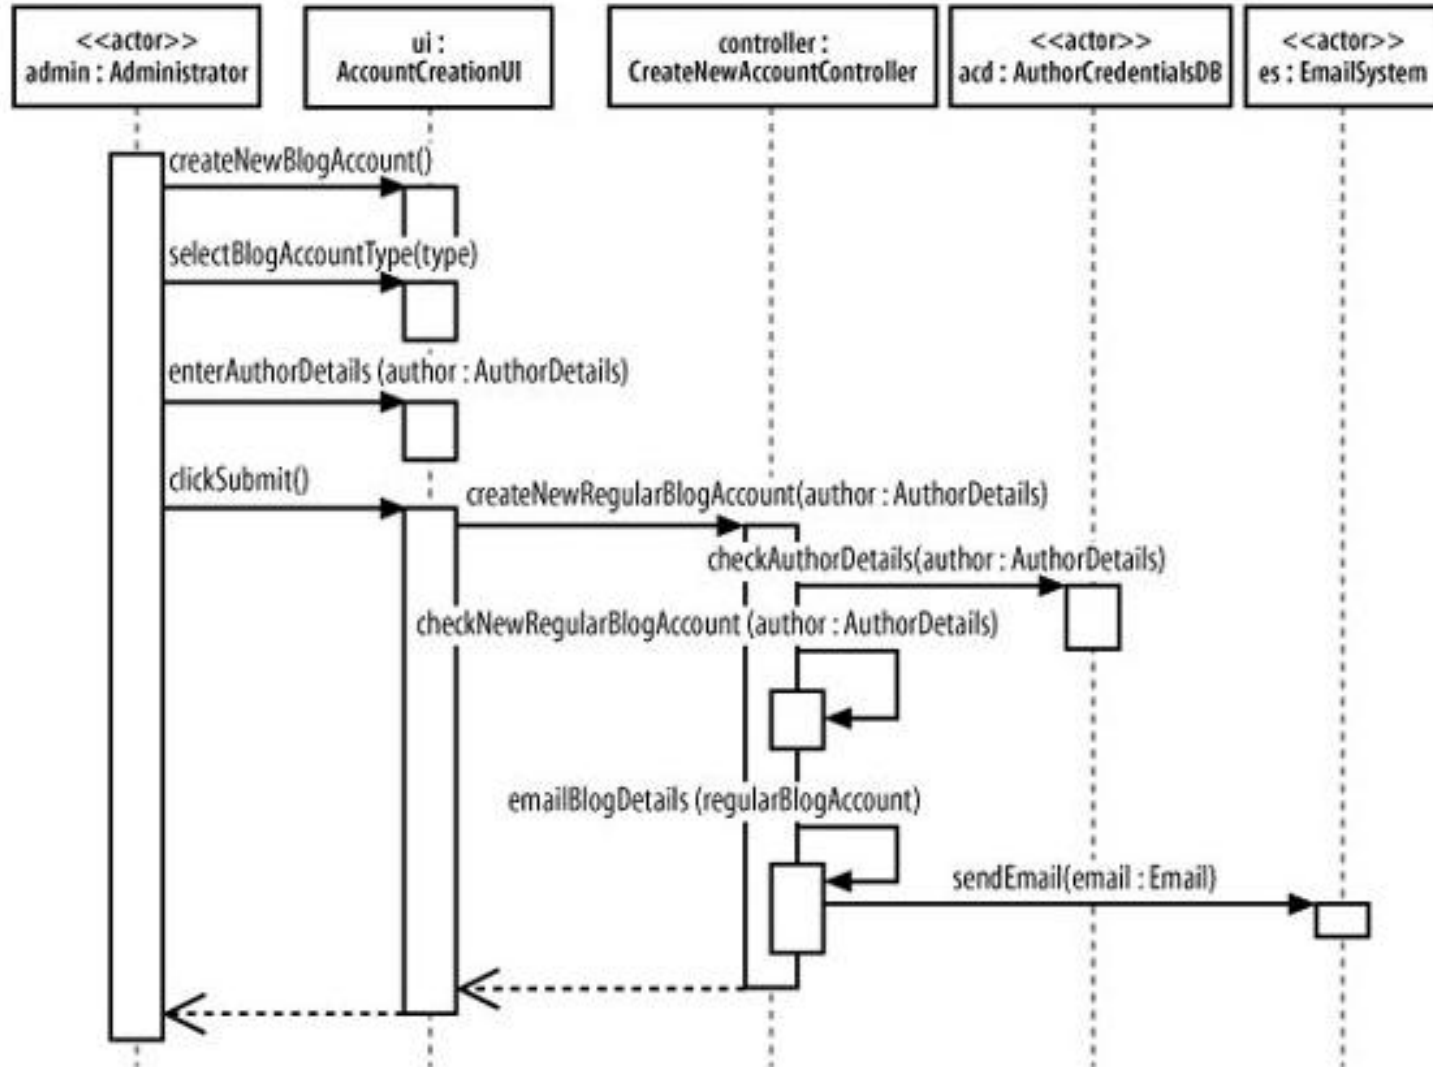 <<actor>>
admin : Administrator
ui :
AccountCreationUI
controller :
CreateNewAccountController
<<actor>>
acd : AuthorCredentialsDB
<<actor>>
es : EmailSystem
createNewBlogAccount()
selectBlogAccountType(type)
enterAuthorDetails (author : AuthorDetails)
clickSubmit()
createNewRegularBlogAccount(author : AuthorDetails)
checkAuthorDetails(author : AuthorDetails)
checkNewRegularBlogAccount (author : AuthorDetails)
emailBlogDetails (regularBlogAccount)
sendEmail(email : Email)